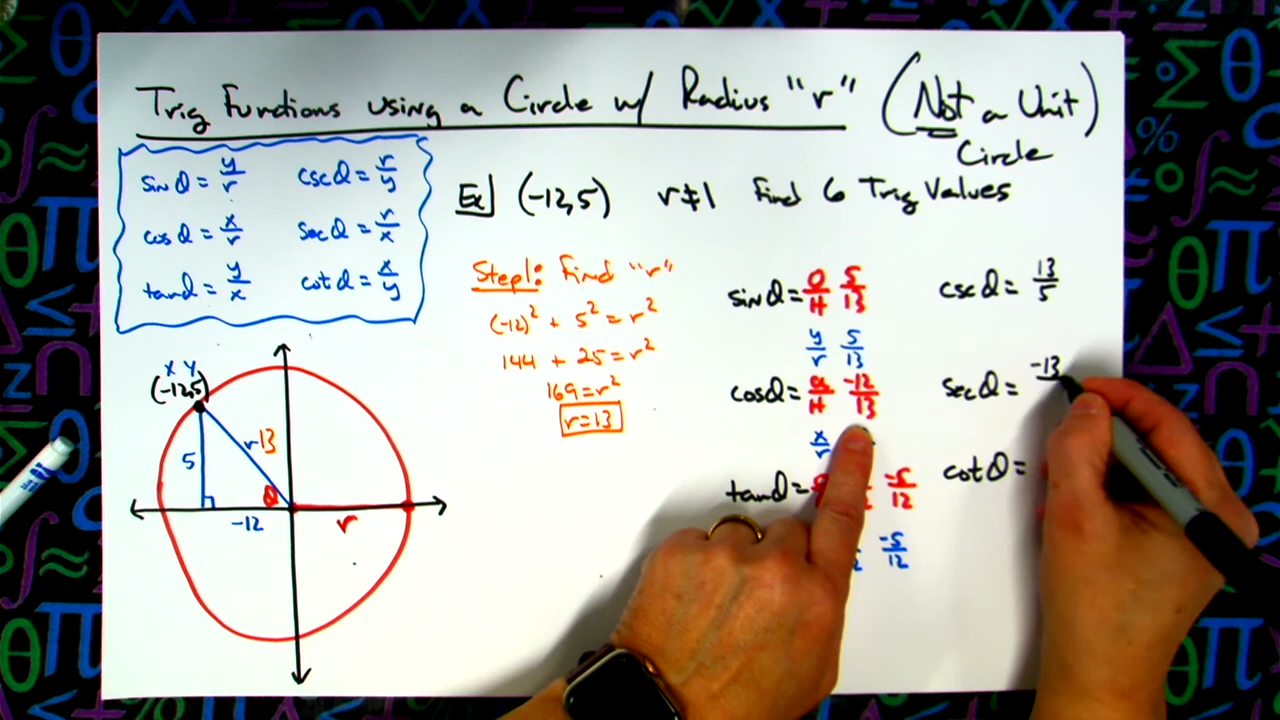 Trig Functions using a Circle w/ Radius "r" (Not a Unit)
Circle
sin θ = y/r csc θ = r/y
cos θ = x/r sec θ = r/x
tan θ = y/x cot θ = x/y
Ex] (-12,5) r≠1 Find 6 Trig Values
Step1: Find "r"
(-12)² + 5² = r²
144 + 25 = r²
169 = r²
r = 13
sin θ = O/H 5/13
y/r 5/13
cos θ = a/H -12/13
x/r
tan θ = -5/12
-5/12
csc θ = 13/5
sec θ = -13
cot θ =
x y
(-12,5)
r 13
5
θ
-12
r